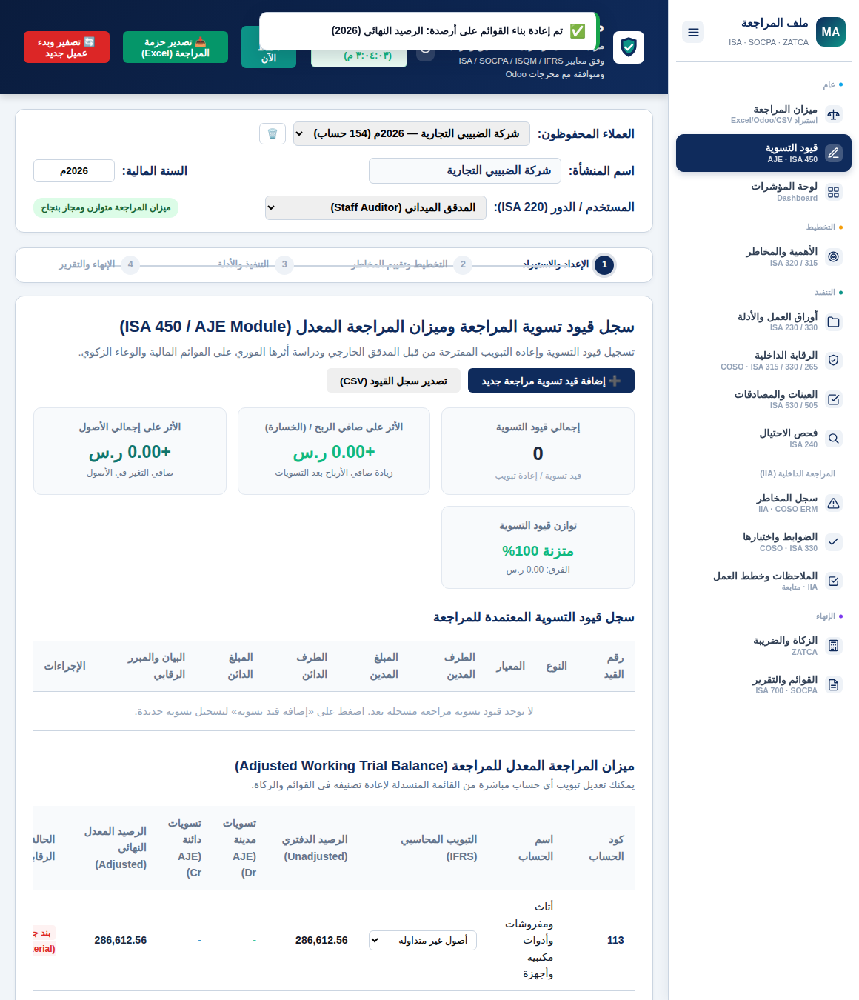 MA
ملف المراجعة
ISA · SOCPA · ZATCA
عام
ميزان المراجعة
استيراد Excel/Odoo/CSV
قيود التسوية
AJE · ISA 450
لوحة المؤشرات
Dashboard
التخطيط
الأهمية والمخاطر
ISA 320 / 315
التنفيذ
أوراق العمل والأدلة
ISA 230 / 330
الرقابة الداخلية
COSO · ISA 315 / 330 / 265
العينات والمصادقات
ISA 530 / 505
فحص الاحتيال
ISA 240
المراجعة الداخلية (IIA)
سجل المخاطر
IIA · COSO ERM
الضوابط واختبارها
COSO · ISA 330
الملاحظات وخطط العمل
IIA · متابعة
الإنهاء
الزكاة والضريبة
ZATCA
القوائم والتقرير
ISA 700 · SOCPA
✅ تم إعادة بناء القوائم على أرصدة: الرصيد النهائي (2026)
وفق معايير ISA / SOCPA / ISQM / IFRS
ومتوافقة مع مخرجات Odoo
(٣:٠٤:٠٣ م)
الآن
📥 تصدير حزمة المراجعة (Excel)
🔄 تصفير وبدء عميل جديد
العملاء المحفوظون: شركة الضبيبي التجارية — 2026م (154 حساب) 🗑️
اسم المنشأة: شركة الضبيبي التجارية السنة المالية: 2026م
المستخدم / الدور (ISA 220): المدقق الميداني (Staff Auditor) ميزان المراجعة متوازن ومجاز بنجاح
1 الإعداد والاستيراد 2 التخطيط وتقييم المخاطر 3 التنفيذ والأدلة 4 الإنهاء والتقرير
سجل قيود تسوية المراجعة وميزان المراجعة المعدل (ISA 450 / AJE Module)
تسجيل قيود التسوية وإعادة التبويب المقترحة من قبل المدقق الخارجي ودراسة أثرها الفوري على القوائم المالية والوعاء الزكوي.
➕ إضافة قيد تسوية مراجعة جديد تصدير سجل القيود (CSV)
إجمالي قيود التسوية
0
قيد تسوية / إعادة تبويب
الأثر على صافي الربح / (الخسارة)
+0.00 ر.س
زيادة صافي الأرباح بعد التسويات
الأثر على إجمالي الأصول
+0.00 ر.س
صافي التغير في الأصول
توازن قيود التسوية
متزنة 100%
الفرق: 0.00 ر.س
سجل قيود التسوية المعتمدة للمراجعة
رقم القيد النوع المعيار الطرف المدين المبلغ المدين الطرف الدائن المبلغ الدائن البيان والمبرر الرقابي الإجراءات
لا توجد قيود تسوية مراجعة مسجلة بعد. اضغط على «إضافة قيد تسوية» لتسجيل تسوية جديدة.
ميزان المراجعة المعدل للمراجعة (Adjusted Working Trial Balance)
يمكنك تعديل تبويب أي حساب مباشرة من القائمة المنسدلة لإعادة تصنيفه في القوائم والزكاة.
كود الحساب اسم الحساب التبويب المحاسبي (IFRS) الرصيد الدفتري (Unadjusted) تسويات مدينة (AJE Dr) تسويات دائنة (AJE Cr) الرصيد المعدل النهائي (Adjusted)
113 أثاث ومفروشات وأدوات مكتبية وأجهزة أصول غير متداولة 286,612.56 - - 286,612.56 بند